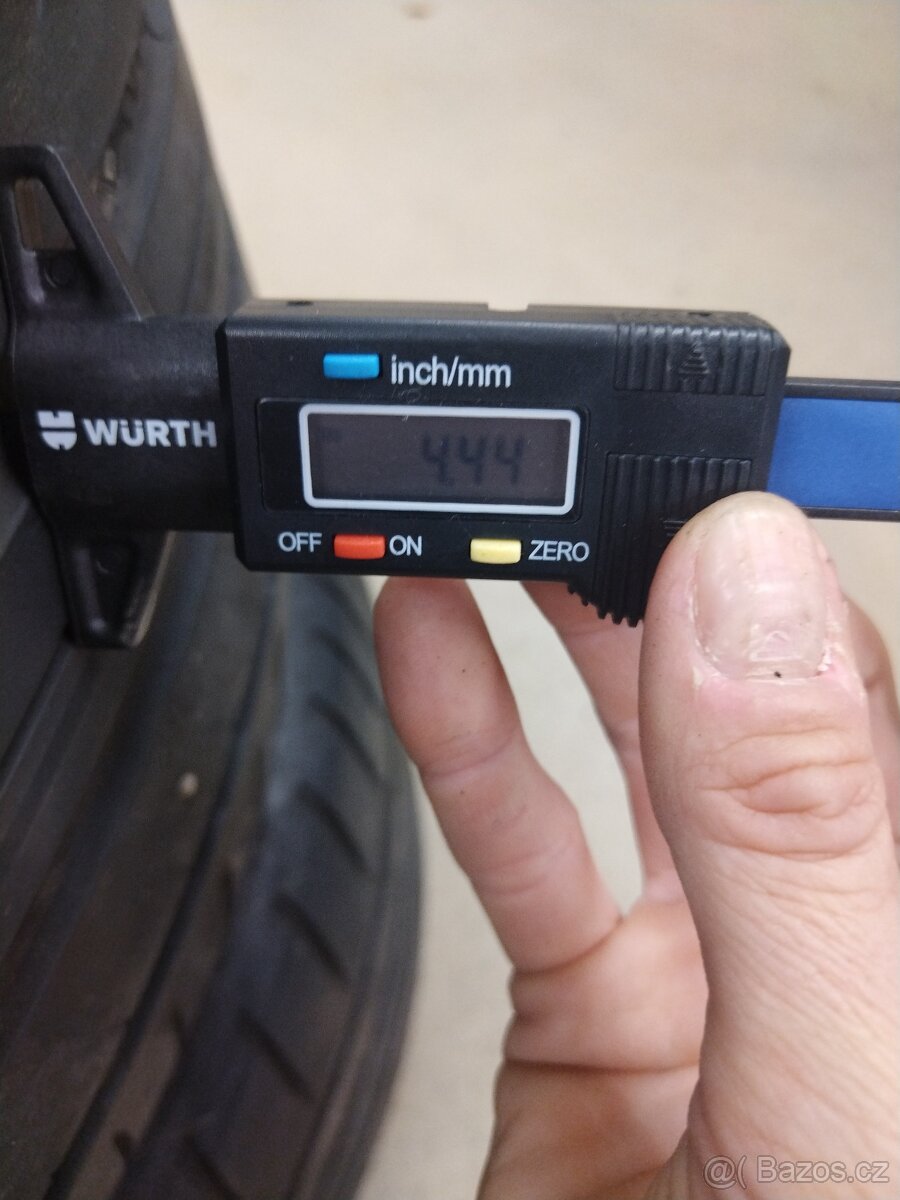 inch/mm
WÜRTH
4.44
OFF ON ZERO
@( Bazos.cz